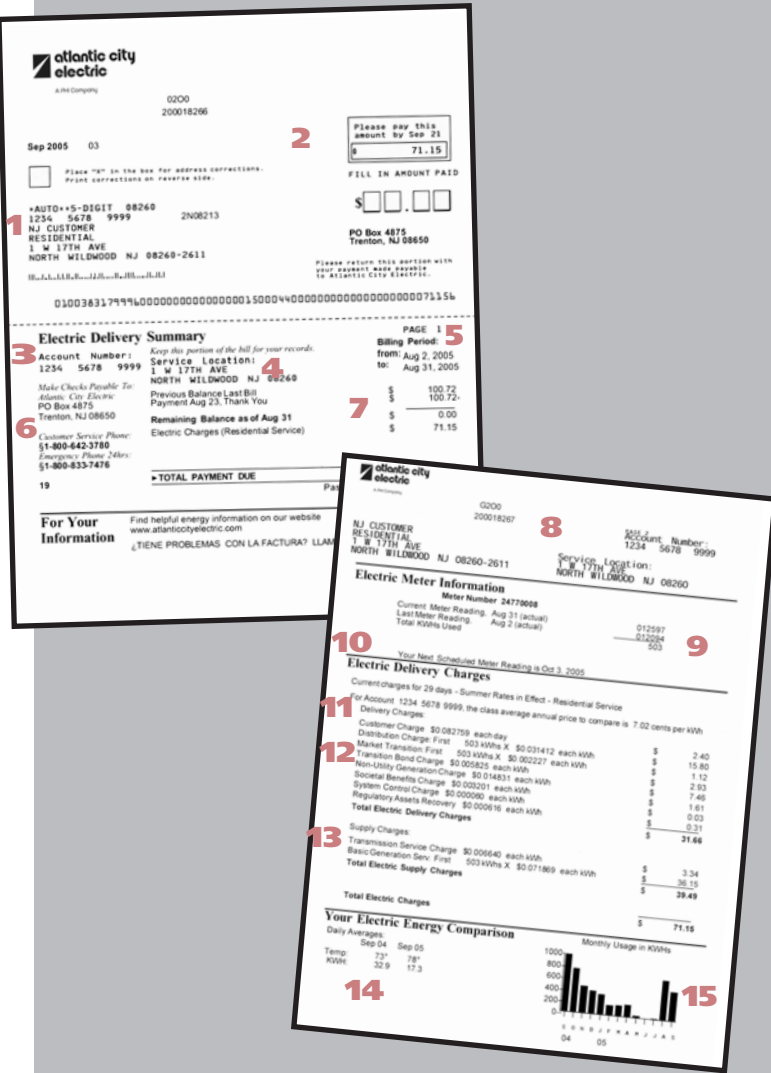 atlantic city
electric
A PHI Company
0200
200018266
2
Please pay this
amount by Sep 21
$ 71.15
Sep 2005 03
Place "X" in the box for address corrections.
Print corrections on reverse side.
FILL IN AMOUNT PAID
$ .
1
*AUTO**5-DIGIT 08260
1234 5678 9999 2N08213
NJ CUSTOMER
RESIDENTIAL
1 W 17TH AVE
NORTH WILDWOOD NJ 08260-2611
PO Box 4875
Trenton, NJ 08650
Please return this portion with
your payment made payable
to Atlantic City Electric.
Electric Delivery Summary
PAGE 1
5
Billing Period:
from: Aug 2, 2005
to: Aug 31, 2005
3
Account Number:
1234 5678 9999
Keep this portion of the bill for your records.
Service Location:
1 W 17TH AVE
NORTH WILDWOOD NJ 08260
4
Make Checks Payable To:
Atlantic City Electric
PO Box 4875
Trenton, NJ 08650
6
Customer Service Phone:
§1-800-642-3780
Emergency Phone 24hrs:
§1-800-833-7476
19
Previous Balance Last Bill $ 100.72
Payment Aug 23, Thank You $ 100.72-
7
Remaining Balance as of Aug 31 $ 0.00
Electric Charges (Residential Service) $ 71.15
►TOTAL PAYMENT DUE
For Your
Information
Find helpful energy information on our website
www.atlanticcityelectric.com
¿TIENE PROBLEMAS CON LA FACTURA? LLAM
atlantic city
electric
A PHI Company
G200
200018267
8
NJ CUSTOMER
RESIDENTIAL
1 W 17TH AVE
NORTH WILDWOOD NJ 08260-2611
PAGE 2
Account Number:
1234 5678 9999
Service Location:
1 W 17TH AVE
NORTH WILDWOOD NJ 08260
Electric Meter Information
Meter Number 24770008
Current Meter Reading, Aug 31 (actual) 012597
Last Meter Reading, Aug 2 (actual) 012094
Total KWHs Used 503
9
10
Your Next Scheduled Meter Reading is Oct 3, 2005
Electric Delivery Charges
Current charges for 29 days - Summer Rates in Effect - Residential Service
11
For Account 1234 5678 9999, the class average annual price to compare is 7.02 cents per kWh
Delivery Charges:
Customer Charge $0.082759 each day $ 2.40
Distribution Charge: First 503 kWhs X $0.031412 each kWh $ 15.80
12
Market Transition: First 503 kWhs X $0.002227 each kWh $ 1.12
Transition Bond Charge $0.005825 each kWh $ 2.93
Non-Utility Generation Charge $0.014831 each kWh $ 7.46
Societal Benefits Charge $0.003201 each kWh $ 1.61
System Control Charge $0.000060 each kWh $ 0.03
Regulatory Assets Recovery $0.000616 each kWh $ 0.31
Total Electric Delivery Charges $ 31.66
13
Supply Charges:
Transmission Service Charge $0.006640 each kWh $ 3.34
Basic Generation Serv: First 503 kWhs X $0.071869 each kWh $ 36.15
Total Electric Supply Charges $ 39.49
Total Electric Charges $ 71.15
Your Electric Energy Comparison
Daily Averages:
Sep 04 Sep 05
Temp: 73° 78°
KWH: 32.9 17.3
14
Monthly Usage in KWHs
1000
800
600
400
200
0
S O N D J F M A M J J A S
04 05
15